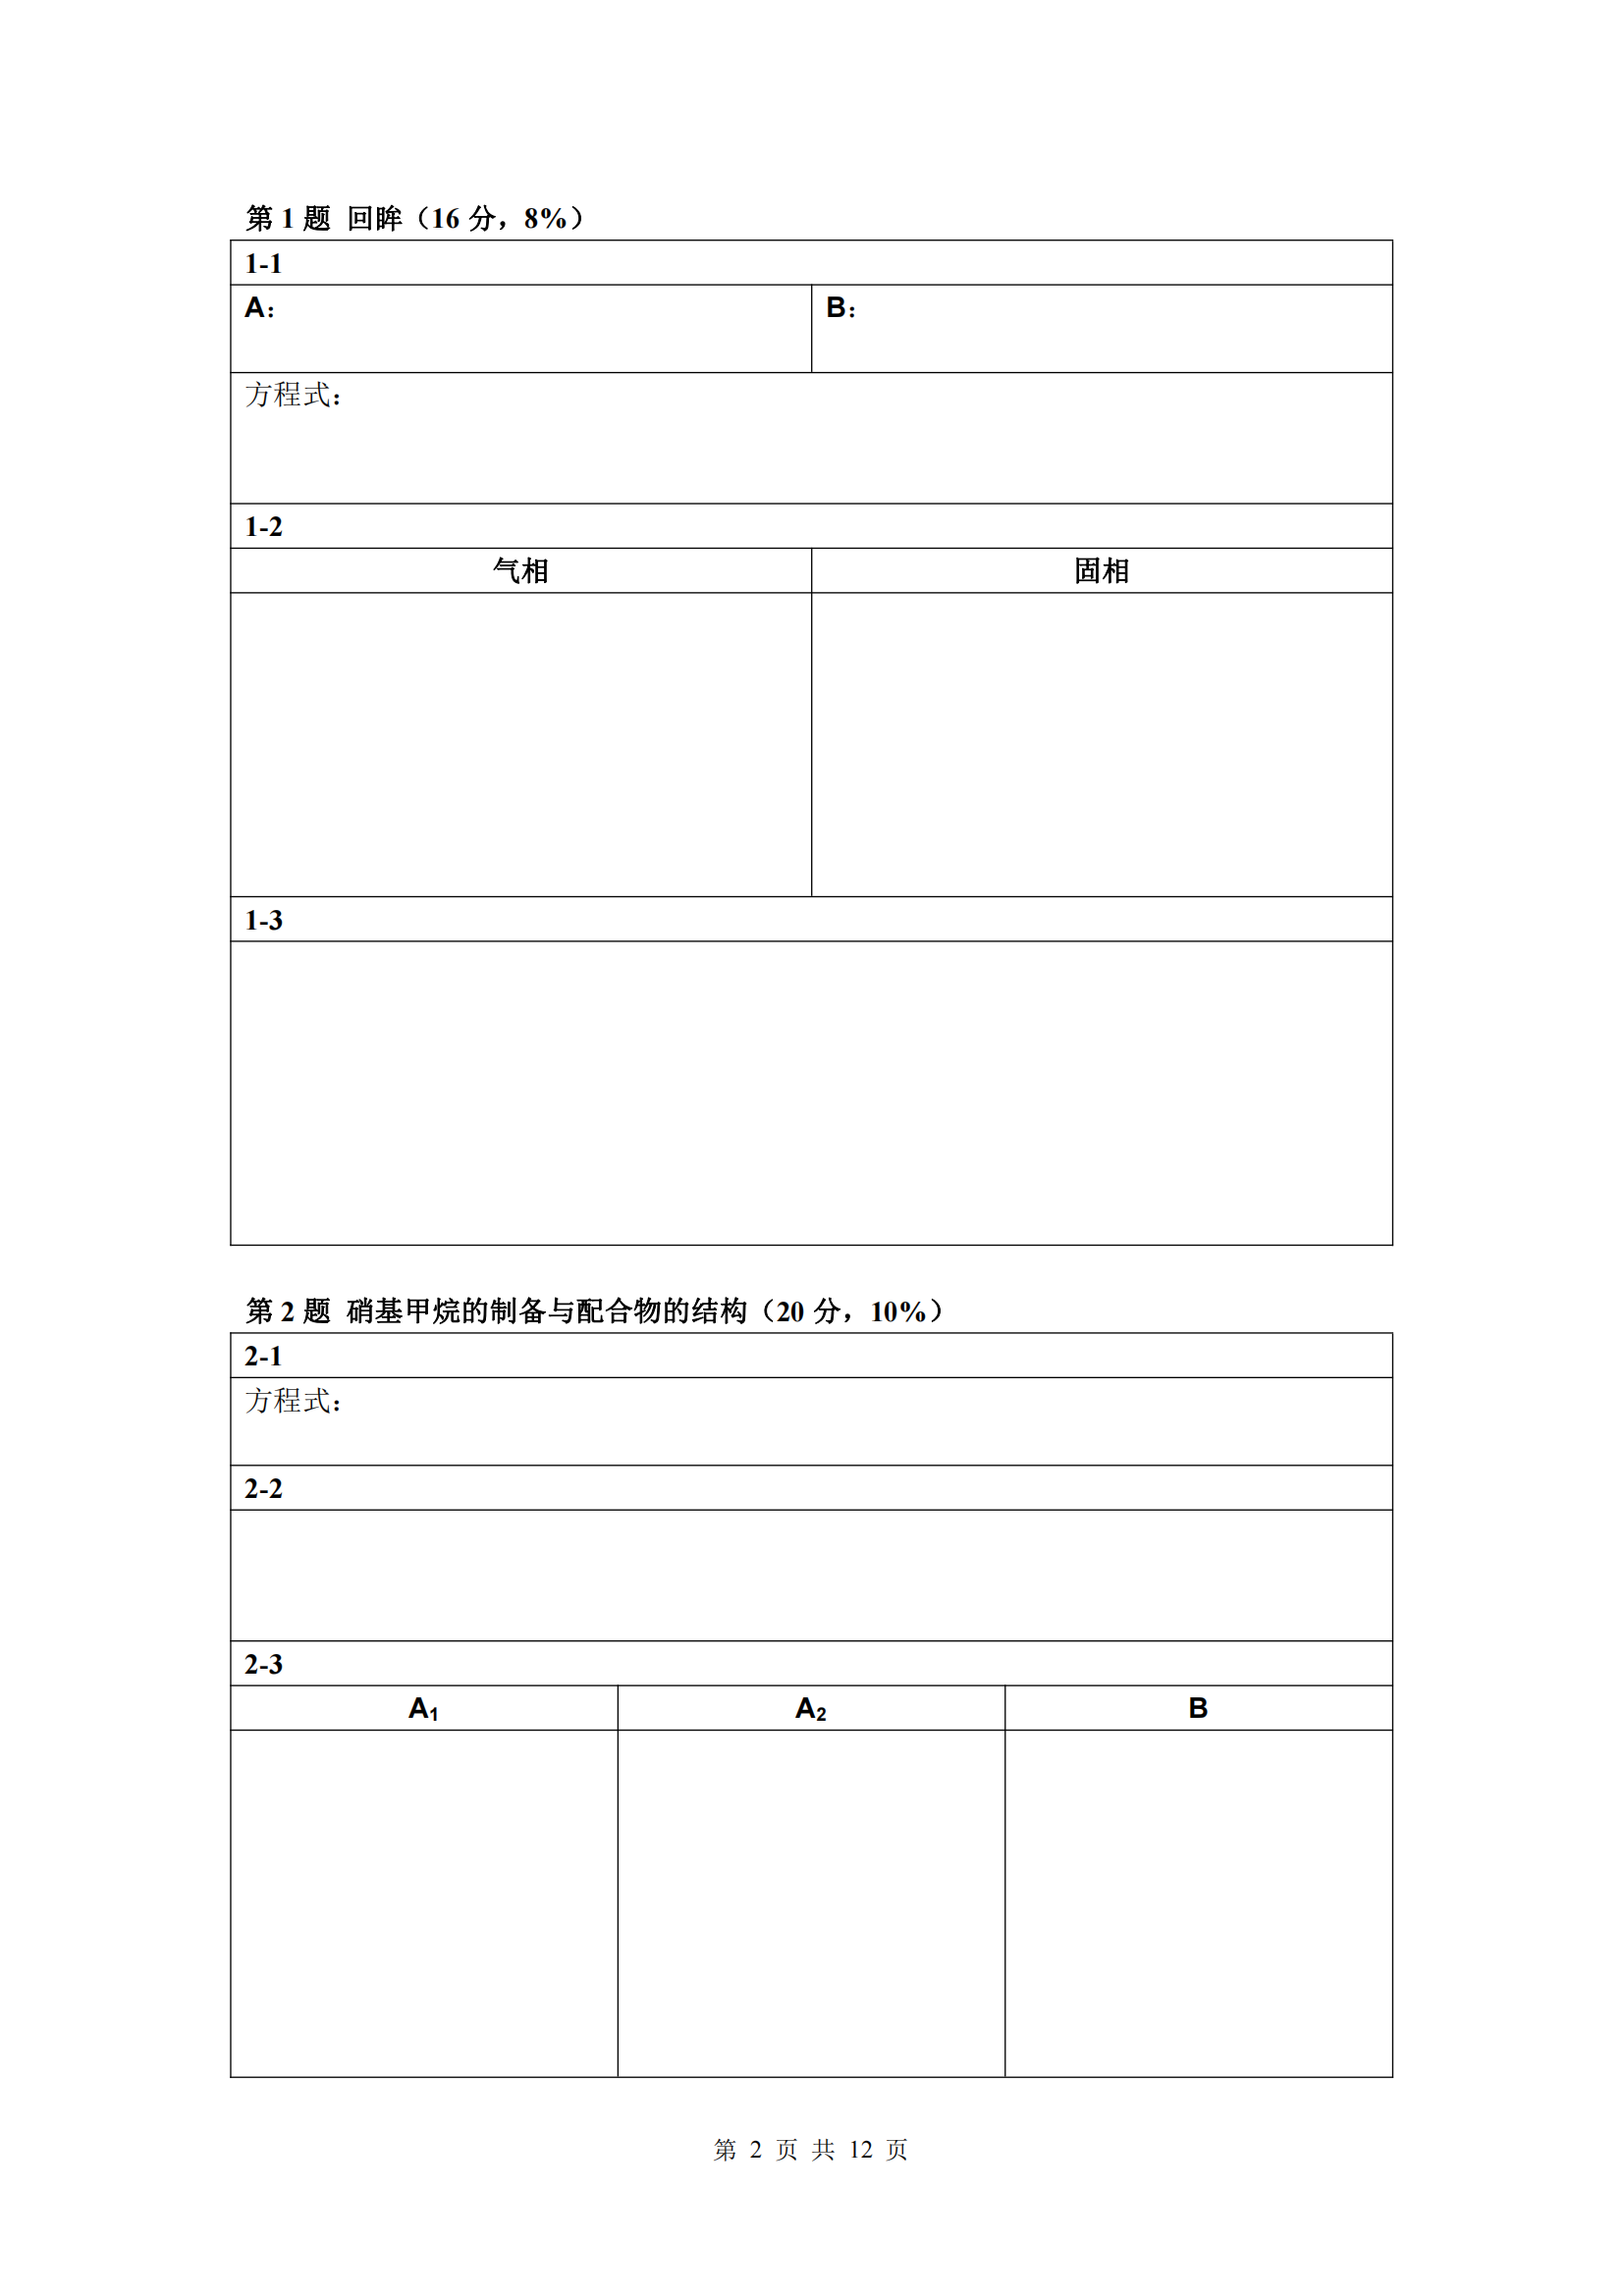 第 1 题 回眸（16 分，8%）
1-1
A： B：
方程式：
1-2
气相 固相
1-3
第 2 题 硝基甲烷的制备与配合物的结构（20 分，10%）
2-1
方程式：
2-2
2-3
A₁ A₂ B
第 2 页 共 12 页